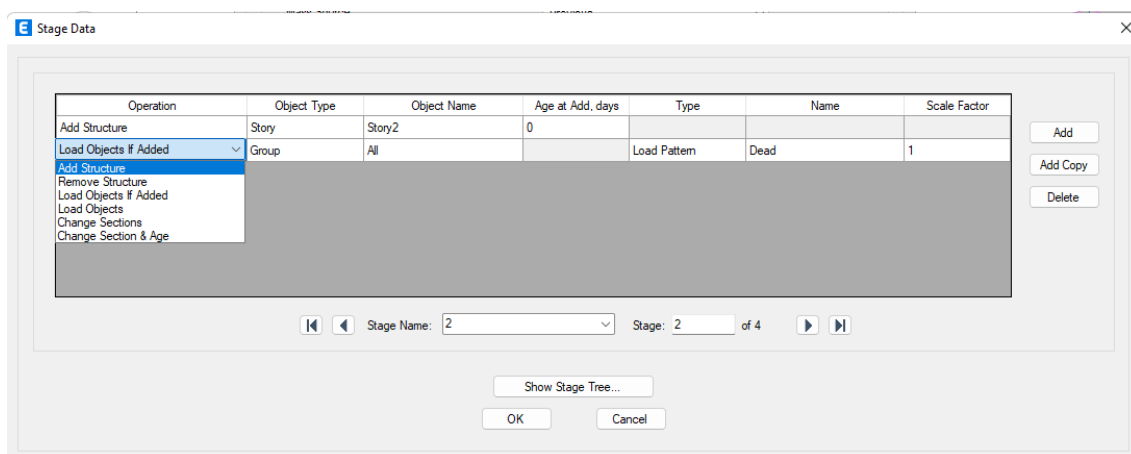 E Stage Data
Operation Object Type Object Name Age at Add, days Type Name Scale Factor
Add Structure Story Story2 0
Load Objects If Added Group All Load Pattern Dead 1
Add Structure
Remove Structure
Load Objects If Added
Load Objects
Change Sections
Change Section & Age
Add
Add Copy
Delete
Stage Name: 2 Stage: 2 of 4
Show Stage Tree...
OK Cancel